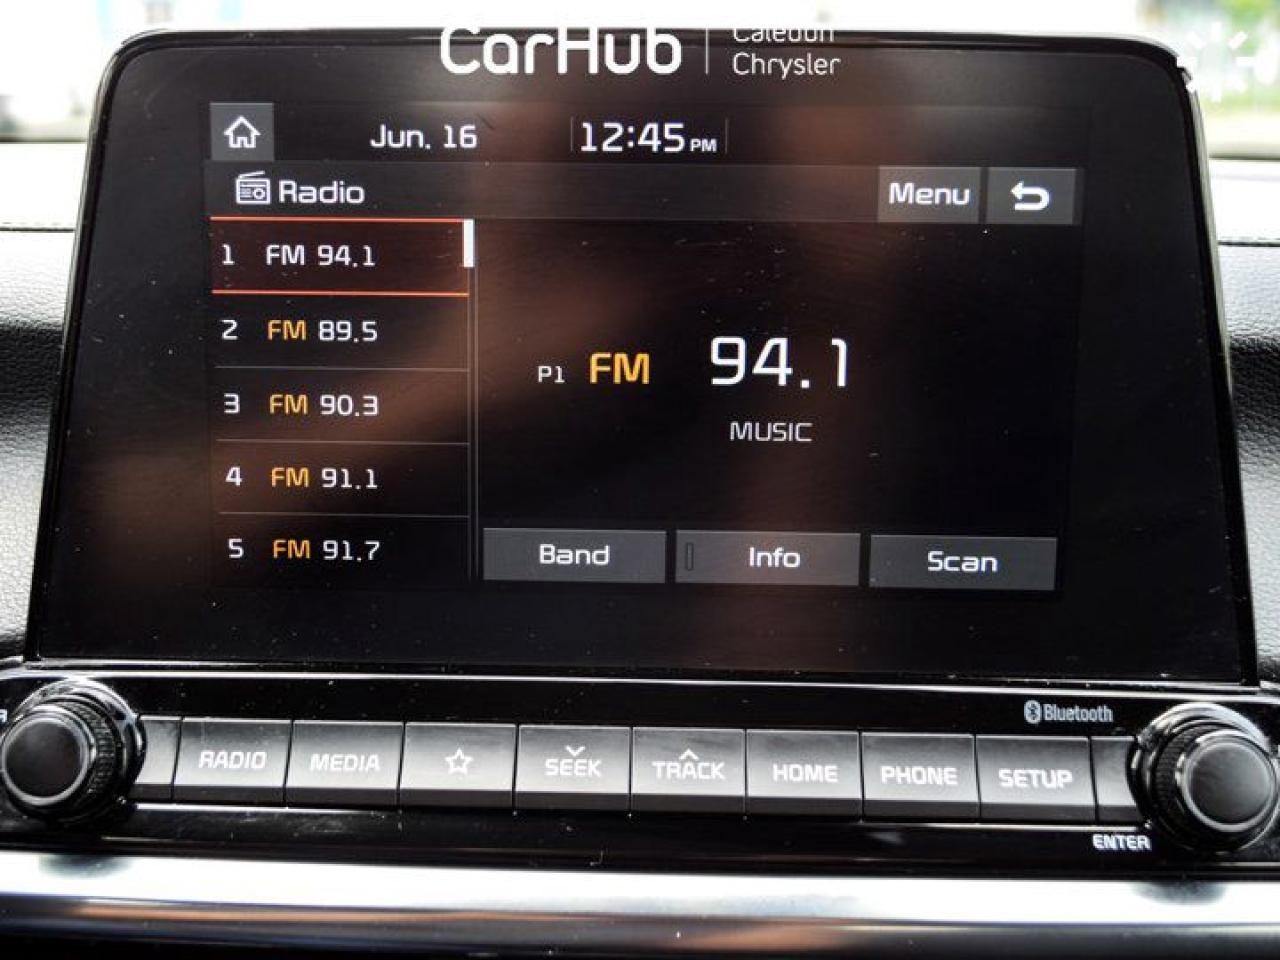 CarHub
Caledon
Chrysler
Jun. 16
12:45 PM
Radio
Menu
1 FM 94.1
2 FM 89.5
3 FM 90.3
4 FM 91.1
5 FM 91.7
P1 FM 94.1
MUSIC
Band
Info
Scan
Bluetooth
RADIO
MEDIA
SEEK
TRACK
HOME
PHONE
SETUP
ENTER